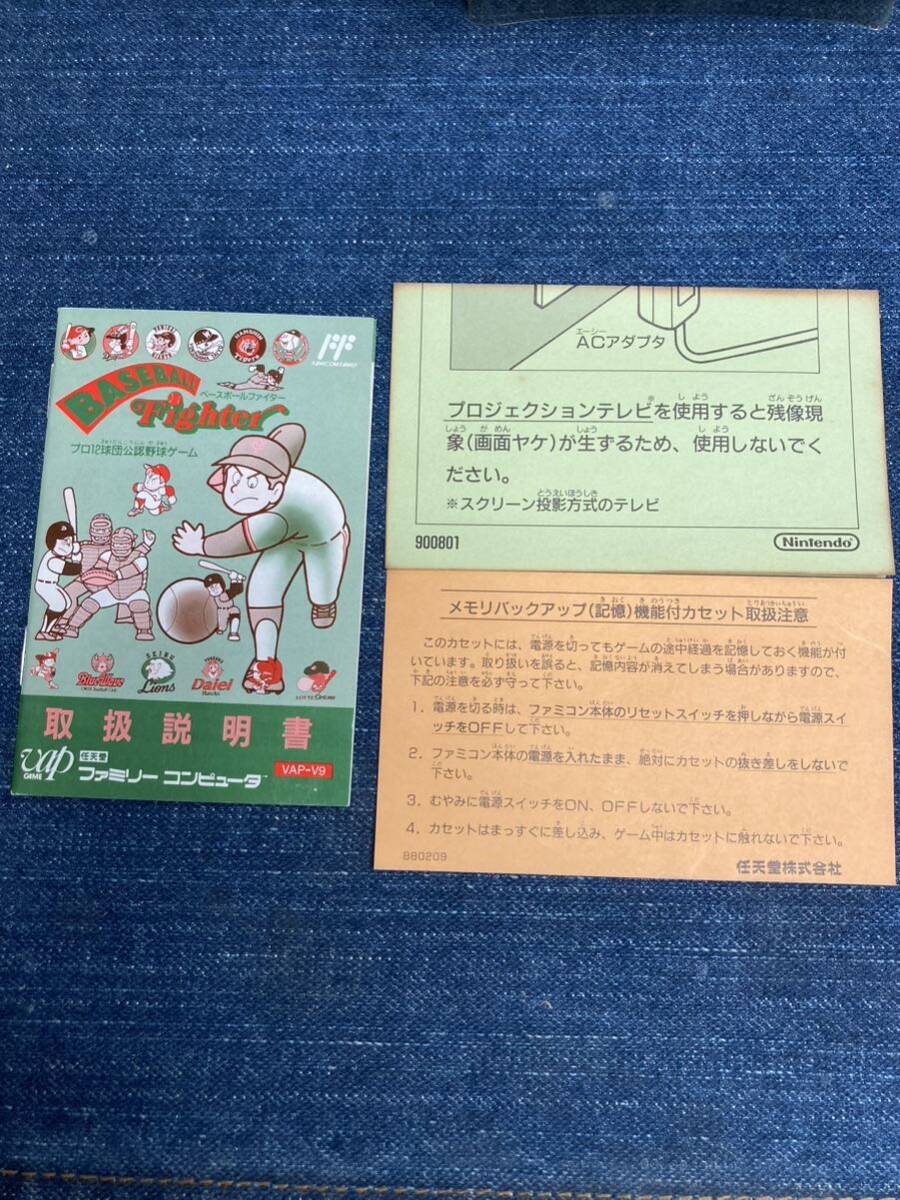 BASEBALL
Fighter
ベースボールファイター
プロ12球団公認野球ゲーム
Lions
Daiei
Hawks
LOTTE Orions
取扱説明書
vap
GAME
任天堂
ファミリー コンピュータ
VAP-V9
エーシー
ACアダプタ
プロジェクションテレビ※を使用すると残像現
象(画面ヤケ)が生ずるため、使用しないでく
ださい。
※スクリーン投影方式のテレビ
900801
Nintendo
メモリバックアップ(記憶)機能付カセット取扱注意
このカセットには、電源を切ってもゲームの途中経過を記憶しておく機能が付
いています。取り扱いを誤ると、記憶内容が消えてしまう場合がありますので、
下記の注意を必ず守って下さい。
1. 電源を切る時は、ファミコン本体のリセットスイッチを押しながら電源スイ
ッチをOFFして下さい。
2. ファミコン本体の電源を入れたまま、絶対にカセットの抜き差しをしないで
下さい。
3. むやみに電源スイッチをON、OFFしないで下さい。
4. カセットはまっすぐに差し込み、ゲーム中はカセットに触れないで下さい。
880209
任天堂株式会社